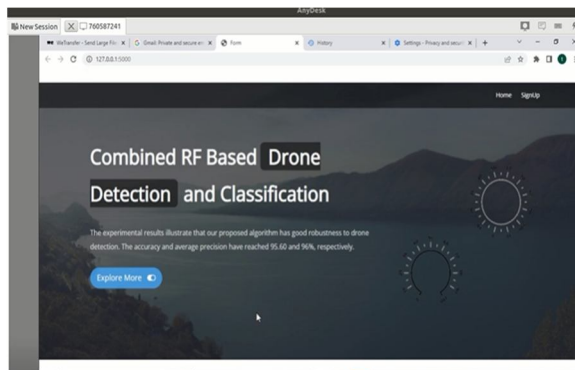 AnyDesk
New Session
760587241
WeTransfer - Send Large File
Gmail: Private and secure em
Form
History
Settings - Privacy and securi
127.0.0.1:5000
Home SignUp
Combined RF Based Drone
Detection and Classification
The experimental results illustrate that our proposed algorithm has good robustness to drone
detection. The accuracy and average precision have reached 95.60 and 96%, respectively.
Explore More